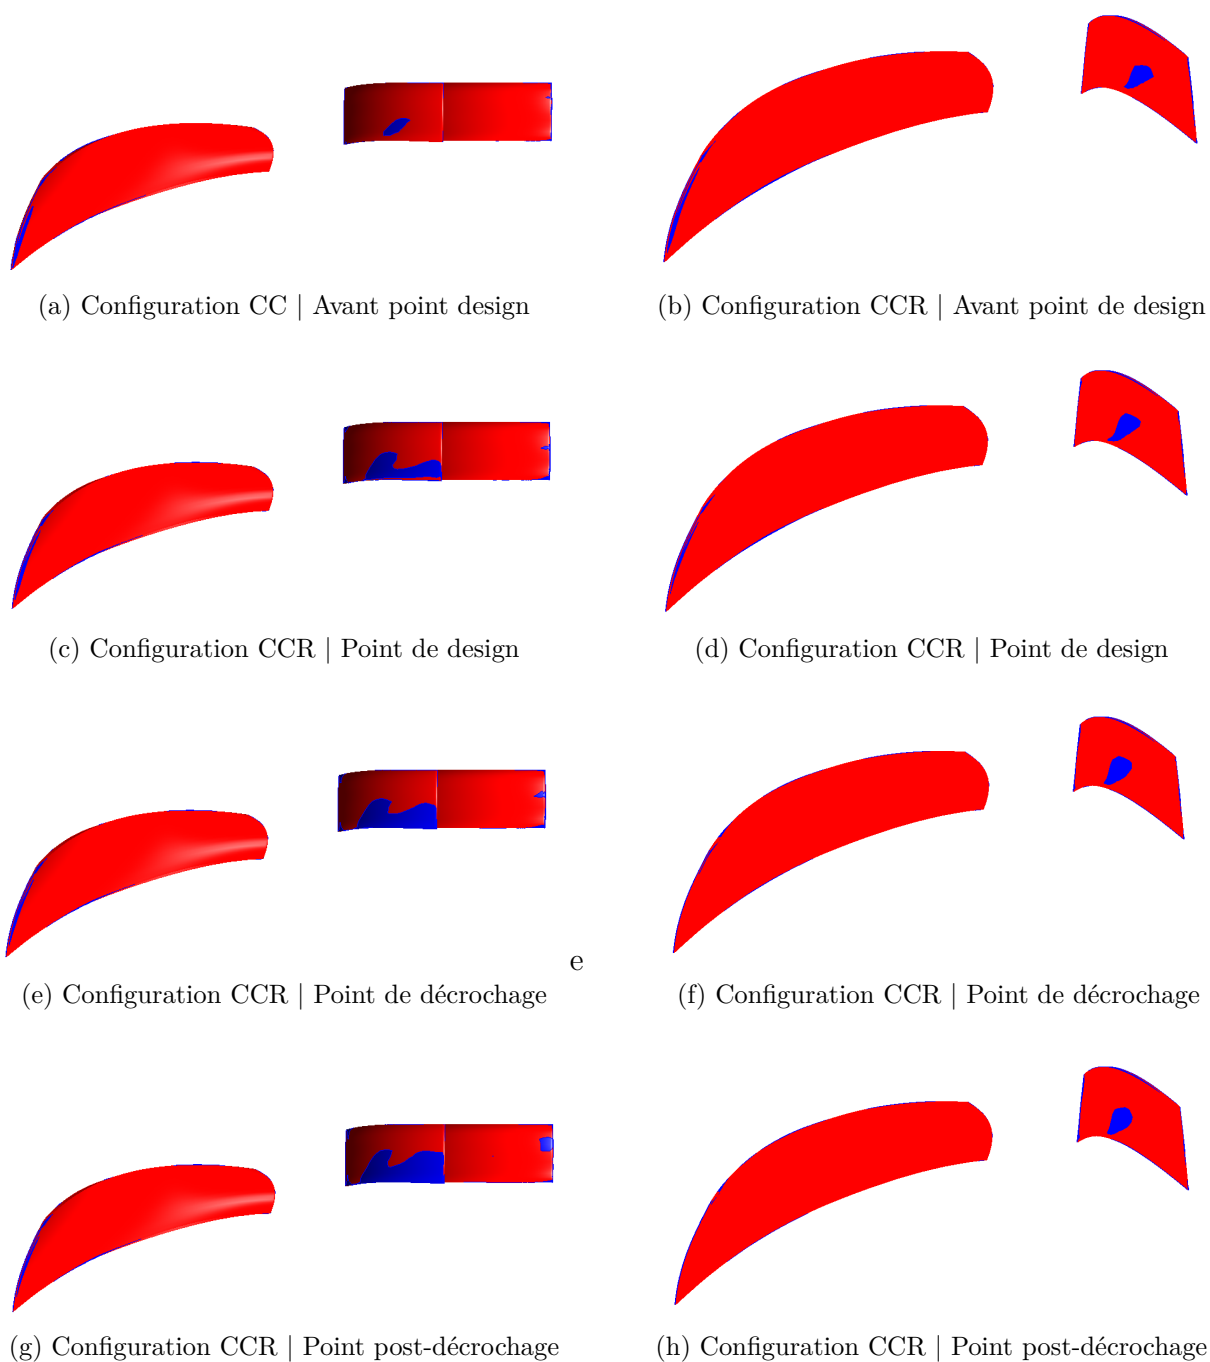 (a) Configuration CC | Avant point design
(b) Configuration CCR | Avant point de design
(c) Configuration CCR | Point de design
(d) Configuration CCR | Point de design
e
(e) Configuration CCR | Point de décrochage
(f) Configuration CCR | Point de décrochage
(g) Configuration CCR | Point post-décrochage
(h) Configuration CCR | Point post-décrochage